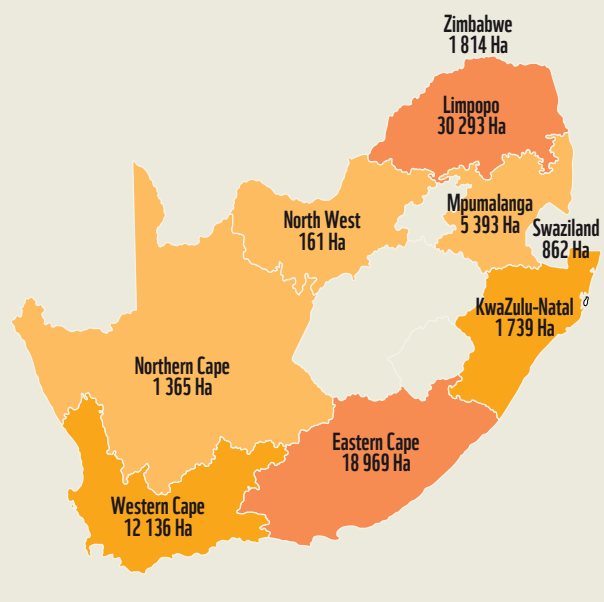 Zimbabwe
1 814 Ha
Limpopo
30 293 Ha
Mpumalanga
5 393 Ha
North West
161 Ha
Swaziland
862 Ha
KwaZulu-Natal
1 739 Ha
Northern Cape
1 365 Ha
Eastern Cape
18 969 Ha
Western Cape
12 136 Ha